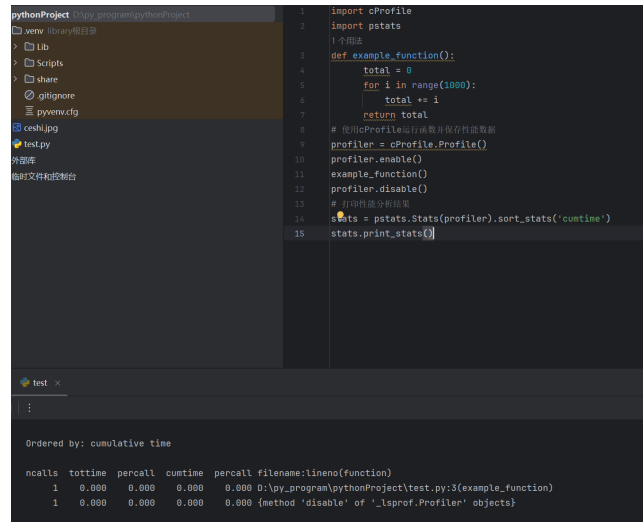 pythonProject D:\py_program\pythonProject
.venv library根目录
Lib
Scripts
share
.gitignore
pyvenv.cfg
ceshi.jpg
test.py
外部库
临时文件和控制台
1 import cProfile
2 import pstats
1 个用法
3 def example_function():
4 total = 0
5 for i in range(1000):
6 total += i
7 return total
8 # 使用cProfile运行函数并保存性能数据
9 profiler = cProfile.Profile()
10 profiler.enable()
11 example_function()
12 profiler.disable()
13 # 打印性能分析结果
14 stats = pstats.Stats(profiler).sort_stats('cumtime')
15 stats.print_stats()
test
Ordered by: cumulative time
ncalls tottime percall cumtime percall filename:lineno(function)
1 0.000 0.000 0.000 0.000 D:\py_program\pythonProject\test.py:3(example_function)
1 0.000 0.000 0.000 0.000 {method 'disable' of '_lsprof.Profiler' objects}